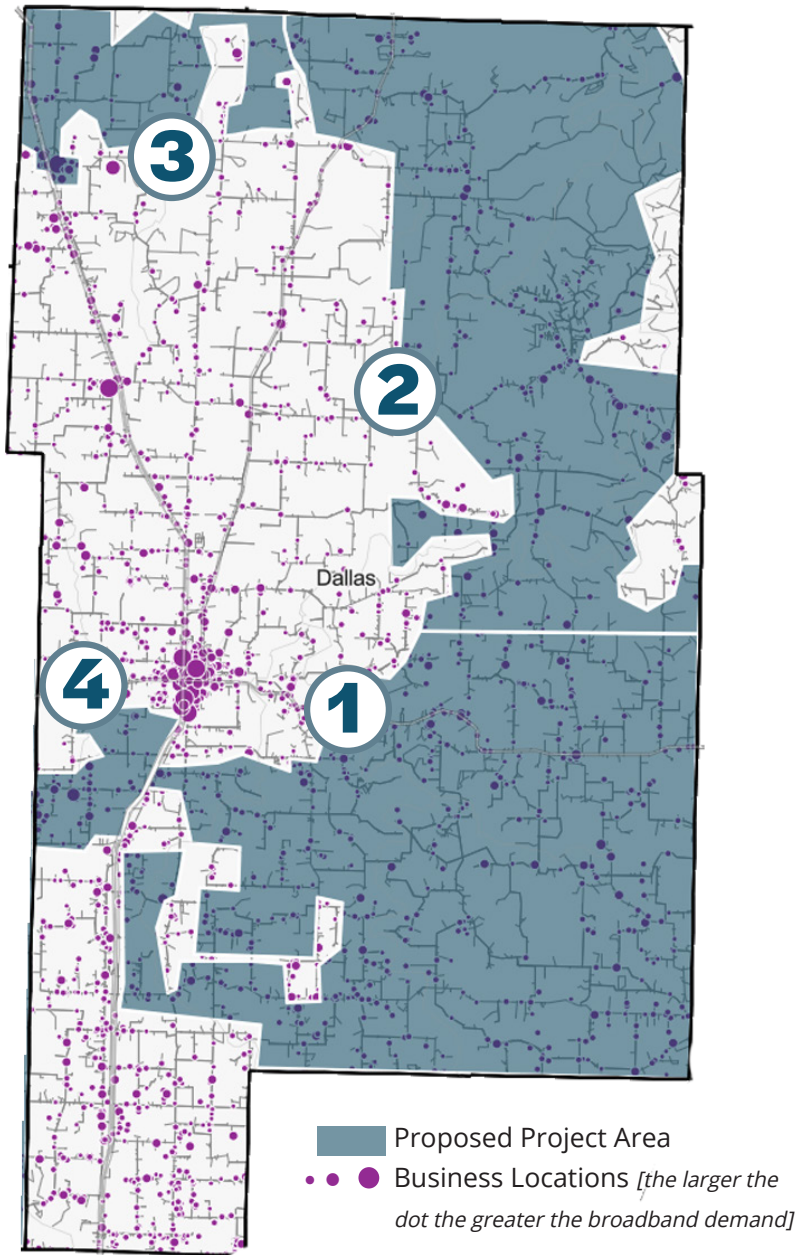 3
2
Dallas
4
1
Proposed Project Area
Business Locations [the larger the
dot the greater the broadband demand]